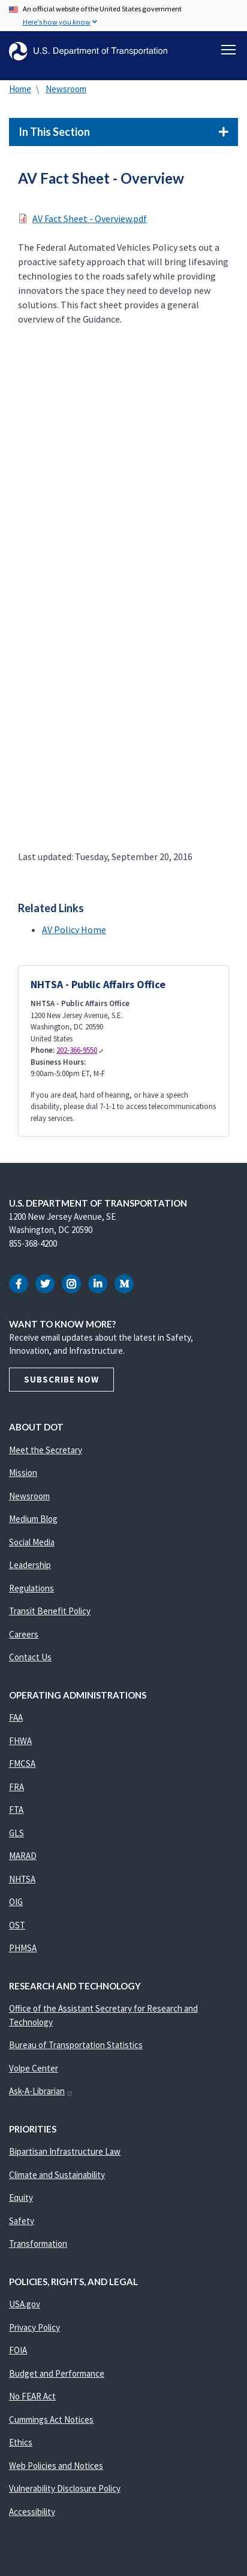 An official website of the United States government
Here's how you know
U.S. Department of Transportation
Home \ Newsroom
In This Section
AV Fact Sheet - Overview
AV Fact Sheet - Overview.pdf
The Federal Automated Vehicles Policy sets out a
proactive safety approach that will bring lifesaving
technologies to the roads safely while providing
innovators the space they need to develop new
solutions. This fact sheet provides a general
overview of the Guidance.
Last updated: Tuesday, September 20, 2016
Related Links
• AV Policy Home
NHTSA - Public Affairs Office
NHTSA - Public Affairs Office
1200 New Jersey Avenue, S.E.
Washington, DC 20590
United States
Phone: 202-366-9550
Business Hours:
9:00am-5:00pm ET, M-F
If you are deaf, hard of hearing, or have a speech
disability, please dial 7-1-1 to access telecommunications
relay services.
U.S. DEPARTMENT OF TRANSPORTATION
1200 New Jersey Avenue, SE
Washington, DC 20590
855-368-4200
WANT TO KNOW MORE?
Receive email updates about the latest in Safety,
Innovation, and Infrastructure.
SUBSCRIBE NOW
ABOUT DOT
Meet the Secretary
Mission
Newsroom
Medium Blog
Social Media
Leadership
Regulations
Transit Benefit Policy
Careers
Contact Us
OPERATING ADMINISTRATIONS
FAA
FHWA
FMCSA
FRA
FTA
GLS
MARAD
NHTSA
OIG
OST
PHMSA
RESEARCH AND TECHNOLOGY
Office of the Assistant Secretary for Research and
Technology
Bureau of Transportation Statistics
Volpe Center
Ask-A-Librarian
PRIORITIES
Bipartisan Infrastructure Law
Climate and Sustainability
Equity
Safety
Transformation
POLICIES, RIGHTS, AND LEGAL
USA.gov
Privacy Policy
FOIA
Budget and Performance
No FEAR Act
Cummings Act Notices
Ethics
Web Policies and Notices
Vulnerability Disclosure Policy
Accessibility